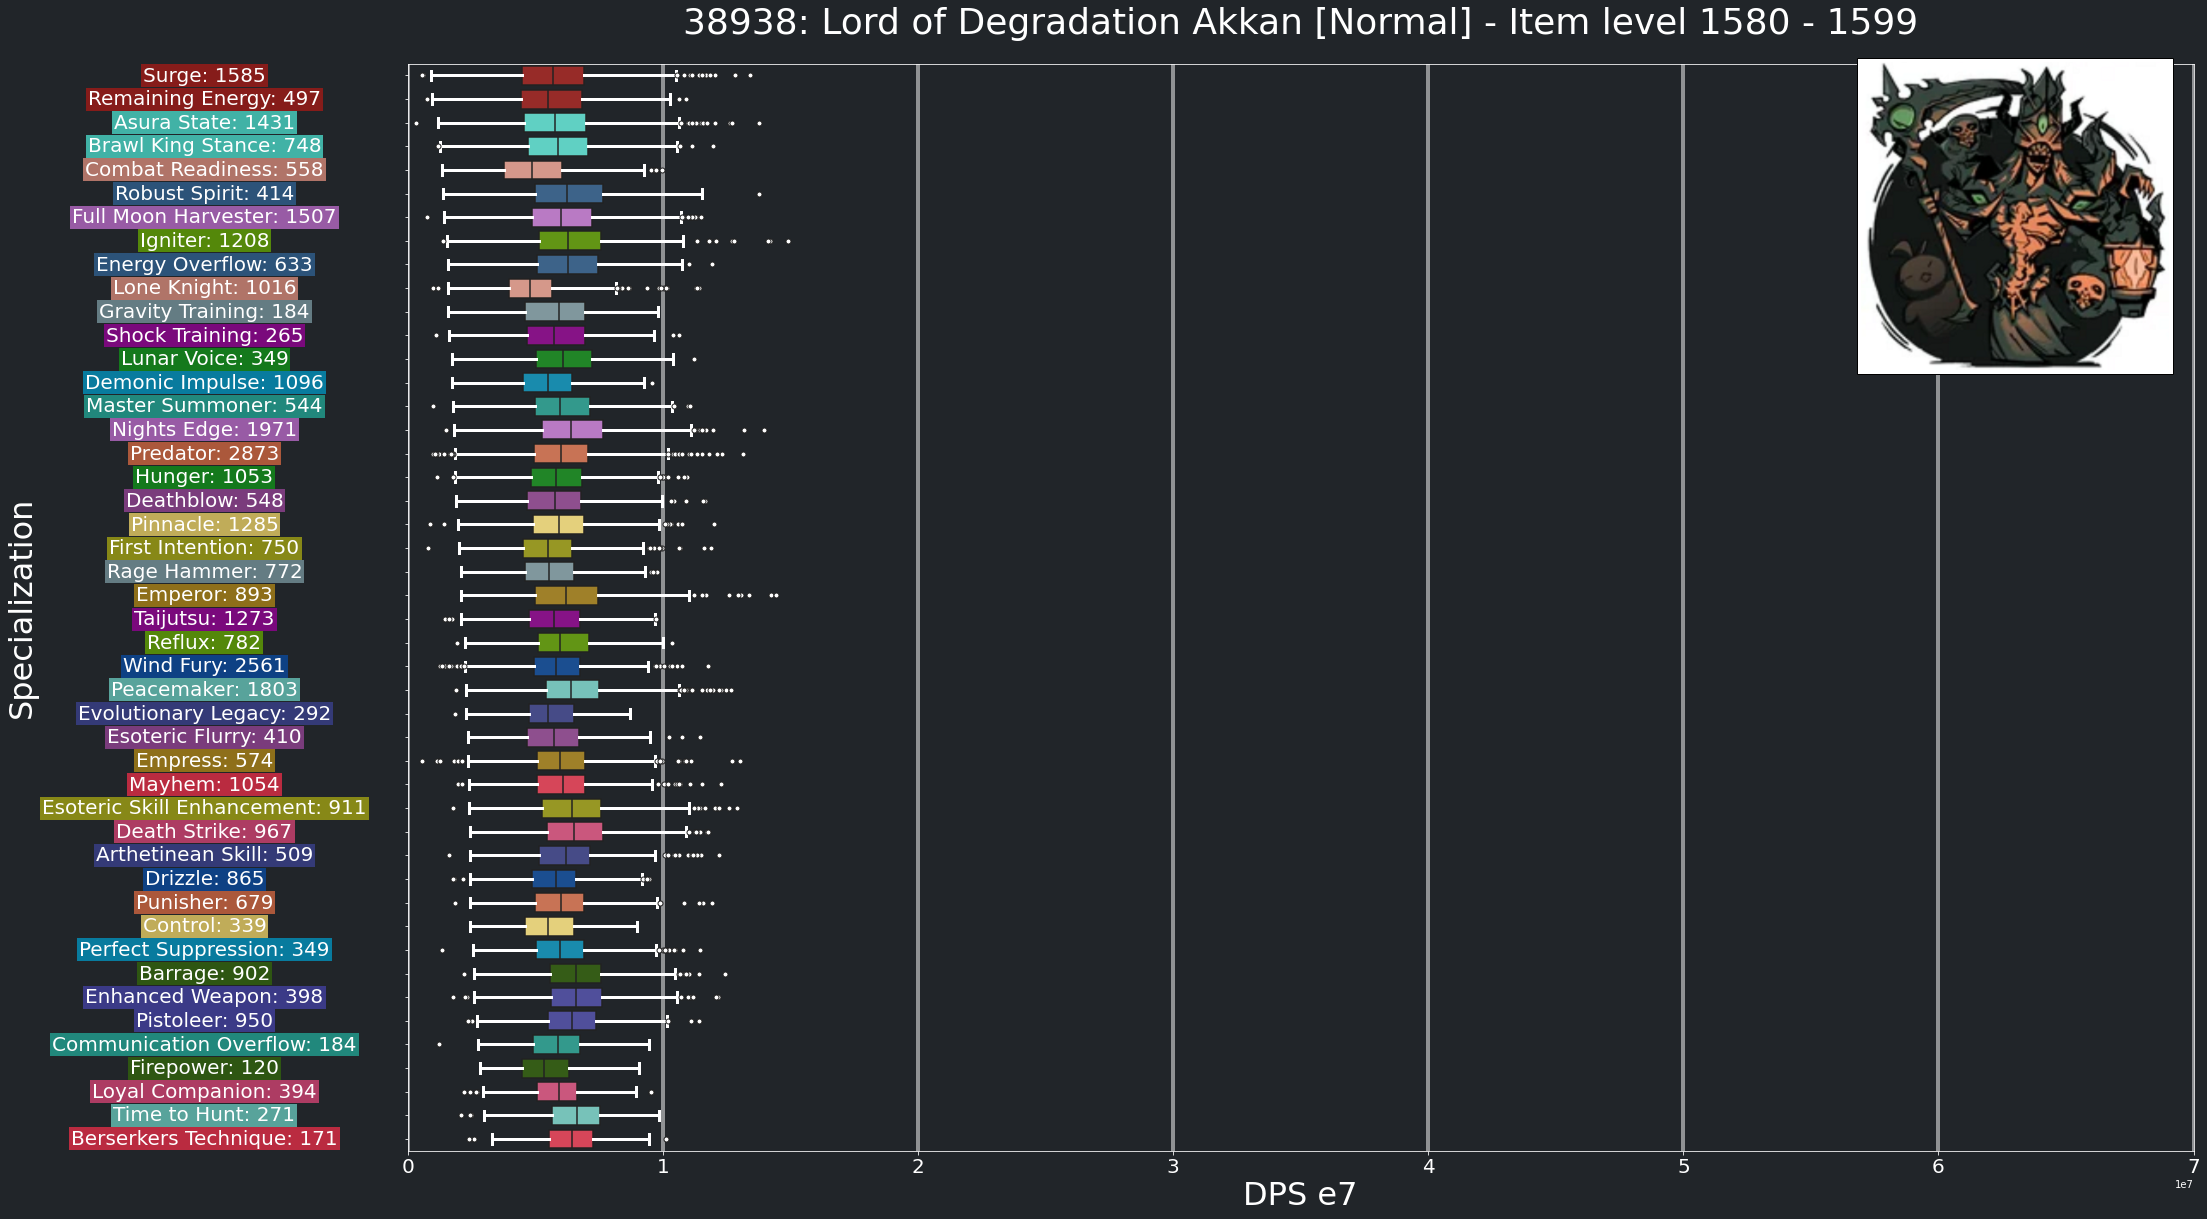 38938: Lord of Degradation Akkan [Normal] - Item level 1580 - 1599
Specialization
Surge: 1585
Remaining Energy: 497
Asura State: 1431
Brawl King Stance: 748
Combat Readiness: 558
Robust Spirit: 414
Full Moon Harvester: 1507
Igniter: 1208
Energy Overflow: 633
Lone Knight: 1016
Gravity Training: 184
Shock Training: 265
Lunar Voice: 349
Demonic Impulse: 1096
Master Summoner: 544
Nights Edge: 1971
Predator: 2873
Hunger: 1053
Deathblow: 548
Pinnacle: 1285
First Intention: 750
Rage Hammer: 772
Emperor: 893
Taijutsu: 1273
Reflux: 782
Wind Fury: 2561
Peacemaker: 1803
Evolutionary Legacy: 292
Esoteric Flurry: 410
Empress: 574
Mayhem: 1054
Esoteric Skill Enhancement: 911
Death Strike: 967
Arthetinean Skill: 509
Drizzle: 865
Punisher: 679
Control: 339
Perfect Suppression: 349
Barrage: 902
Enhanced Weapon: 398
Pistoleer: 950
Communication Overflow: 184
Firepower: 120
Loyal Companion: 394
Time to Hunt: 271
Berserkers Technique: 171
0 1 2 3 4 5 6 7
1e7
DPS e7